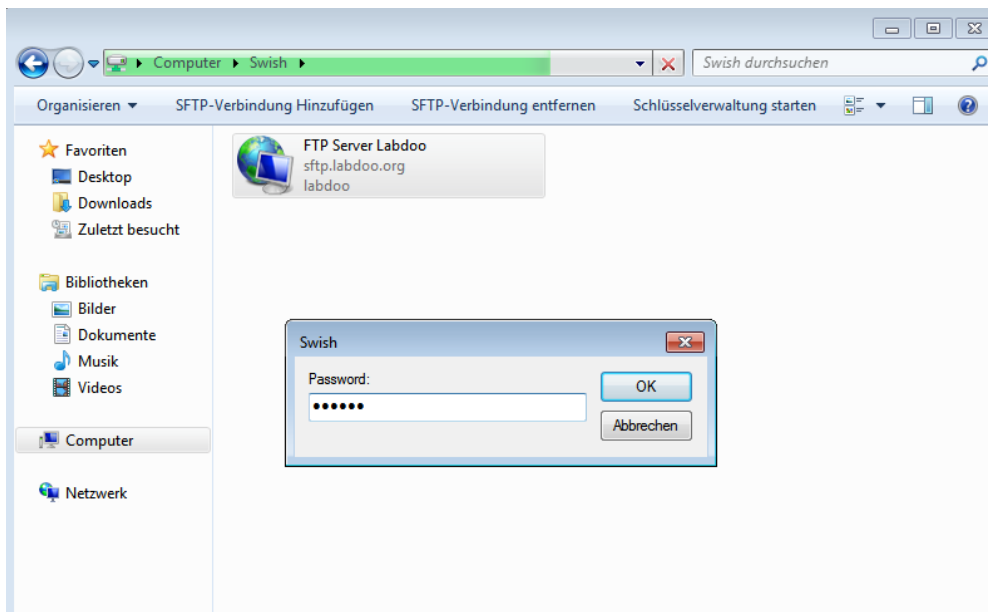 Computer Swish
Swish durchsuchen
Organisieren SFTP-Verbindung Hinzufügen SFTP-Verbindung entfernen Schlüsselverwaltung starten
Favoriten
Desktop
Downloads
Zuletzt besucht
Bibliotheken
Bilder
Dokumente
Musik
Videos
Computer
Netzwerk
FTP Server Labdoo
sftp.labdoo.org
labdoo
Swish
Password:
••••••
OK
Abbrechen